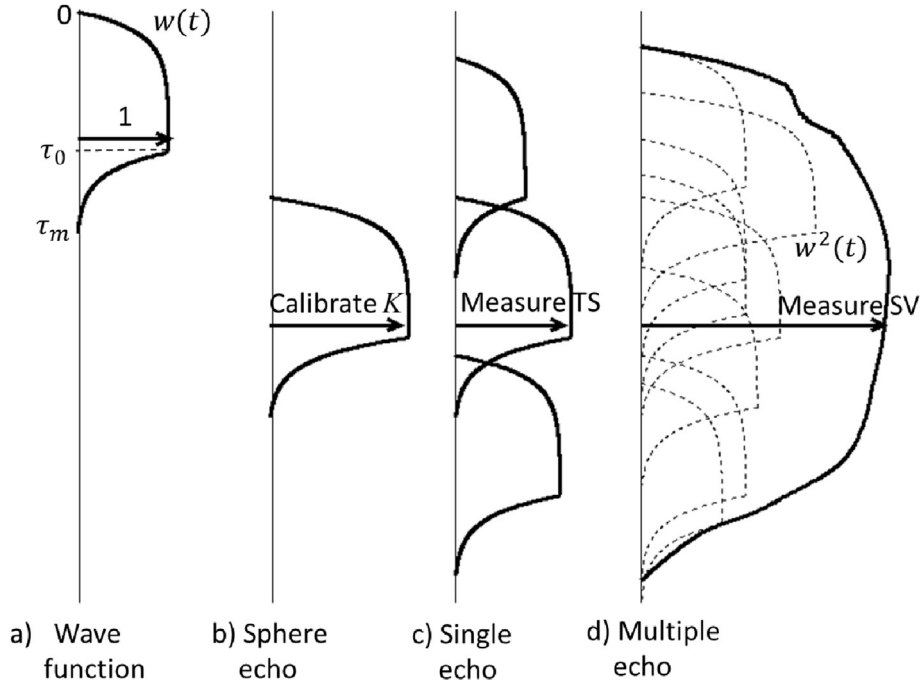 0
w(t)
1
τ₀
τₘ
Calibrate K
Measure TS
w²(t)
Measure SV
a) Wave
function
b) Sphere
echo
c) Single
echo
d) Multiple
echo